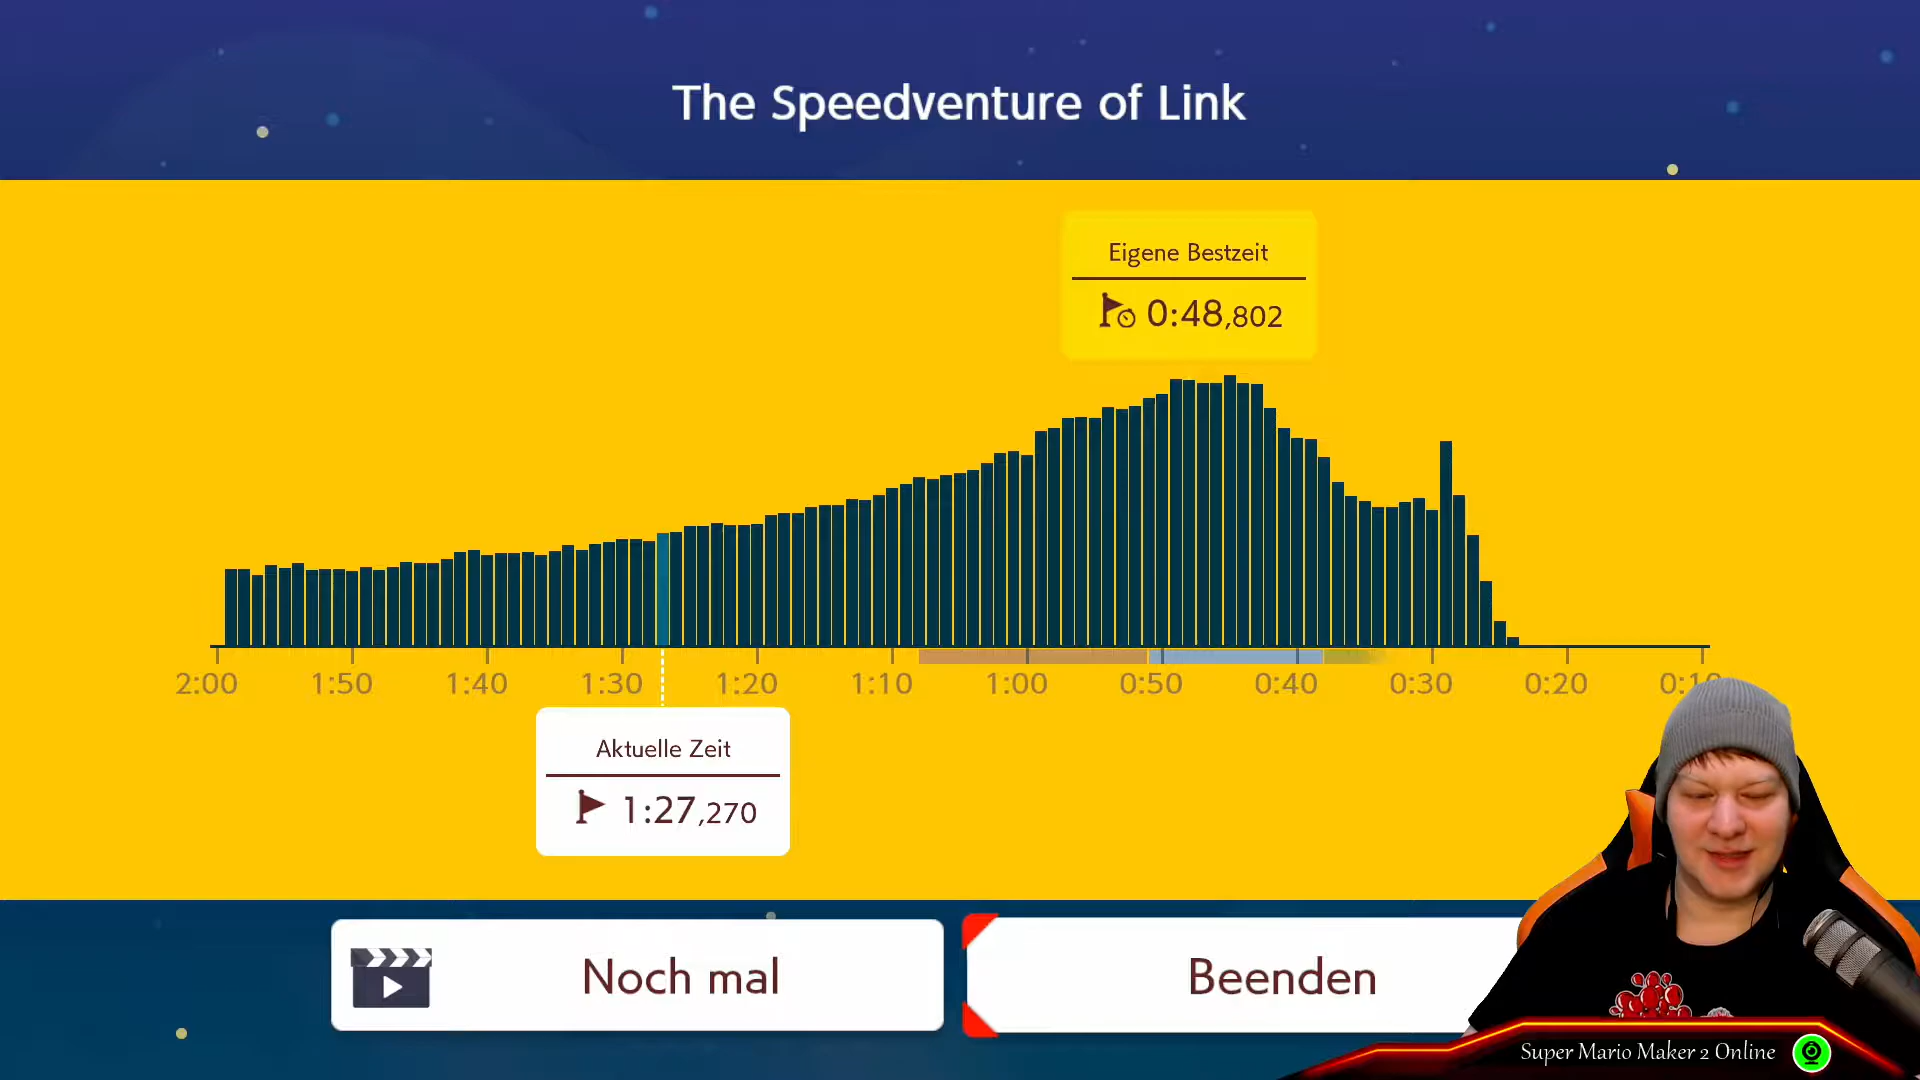 The Speedventure of Link
Eigene Bestzeit
0:48,802
2:00 1:50 1:40 1:30 1:20 1:10 1:00 0:50 0:40 0:30 0:20 0:10
Aktuelle Zeit
1:27,270
Noch mal
Beenden
Super Mario Maker 2 Online